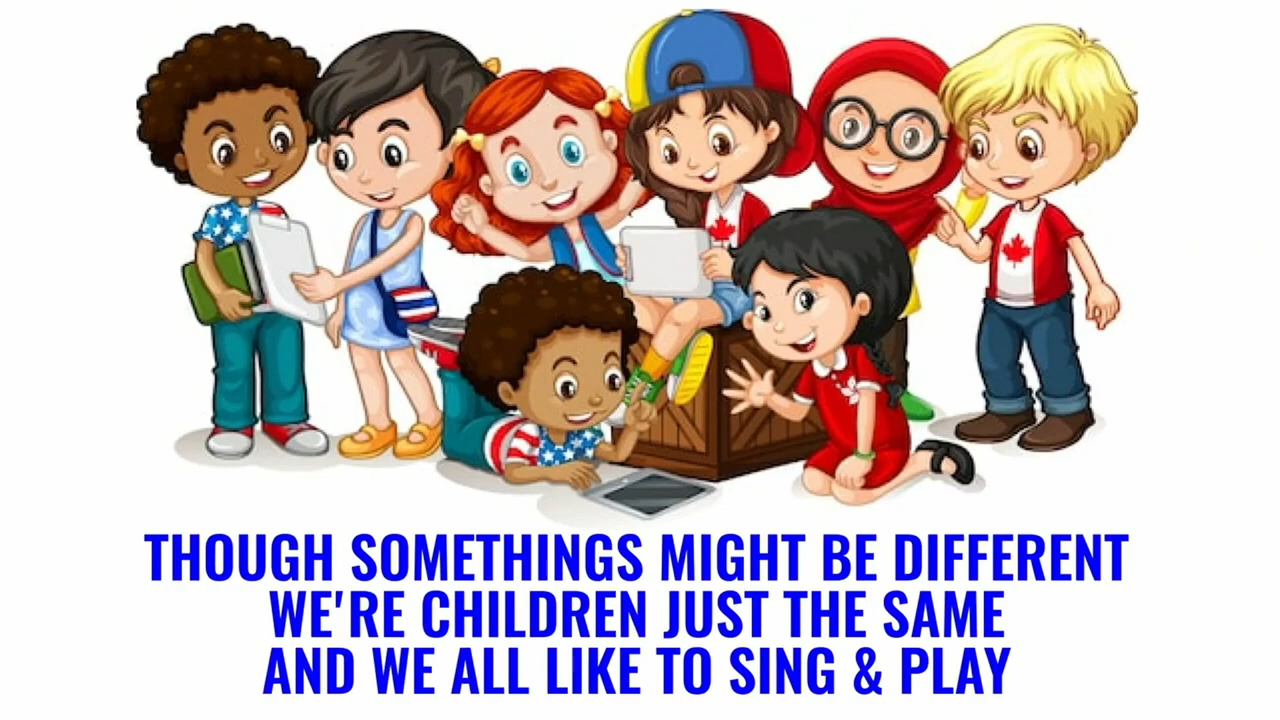 THOUGH SOMETHINGS MIGHT BE DIFFERENT
WE'RE CHILDREN JUST THE SAME
AND WE ALL LIKE TO SING & PLAY